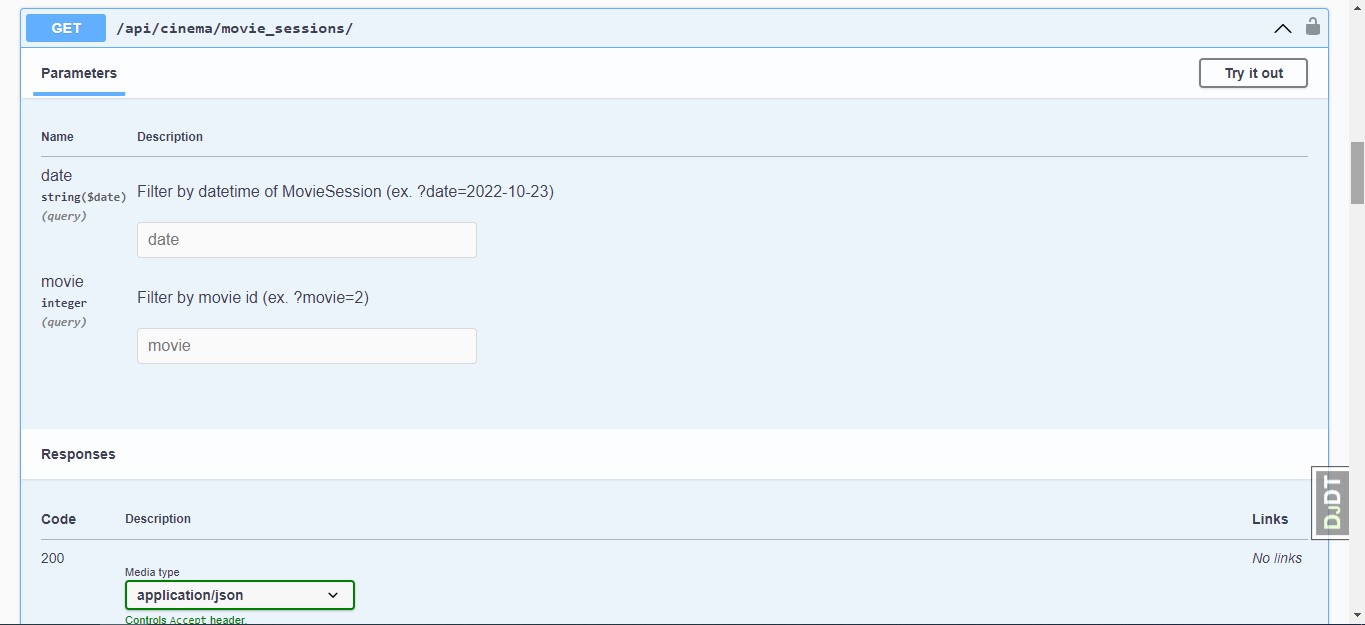 GET /api/cinema/movie_sessions/
Parameters
Try it out
Name Description
date
string($date)
(query)
Filter by datetime of MovieSession (ex. ?date=2022-10-23)
date
movie
integer
(query)
Filter by movie id (ex. ?movie=2)
movie
Responses
DJDT
Code Description Links
200
No links
Media type
application/json
Controls Accept header.